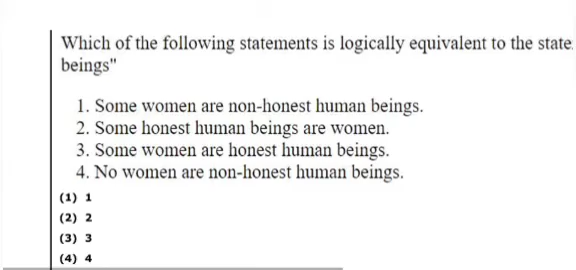 Which of the following statements is logically equivalent to the state
beings"
1. Some women are non-honest human beings.
2. Some honest human beings are women.
3. Some women are honest human beings.
4. No women are non-honest human beings.
(1) 1
(2) 2
(3) 3
(4) 4